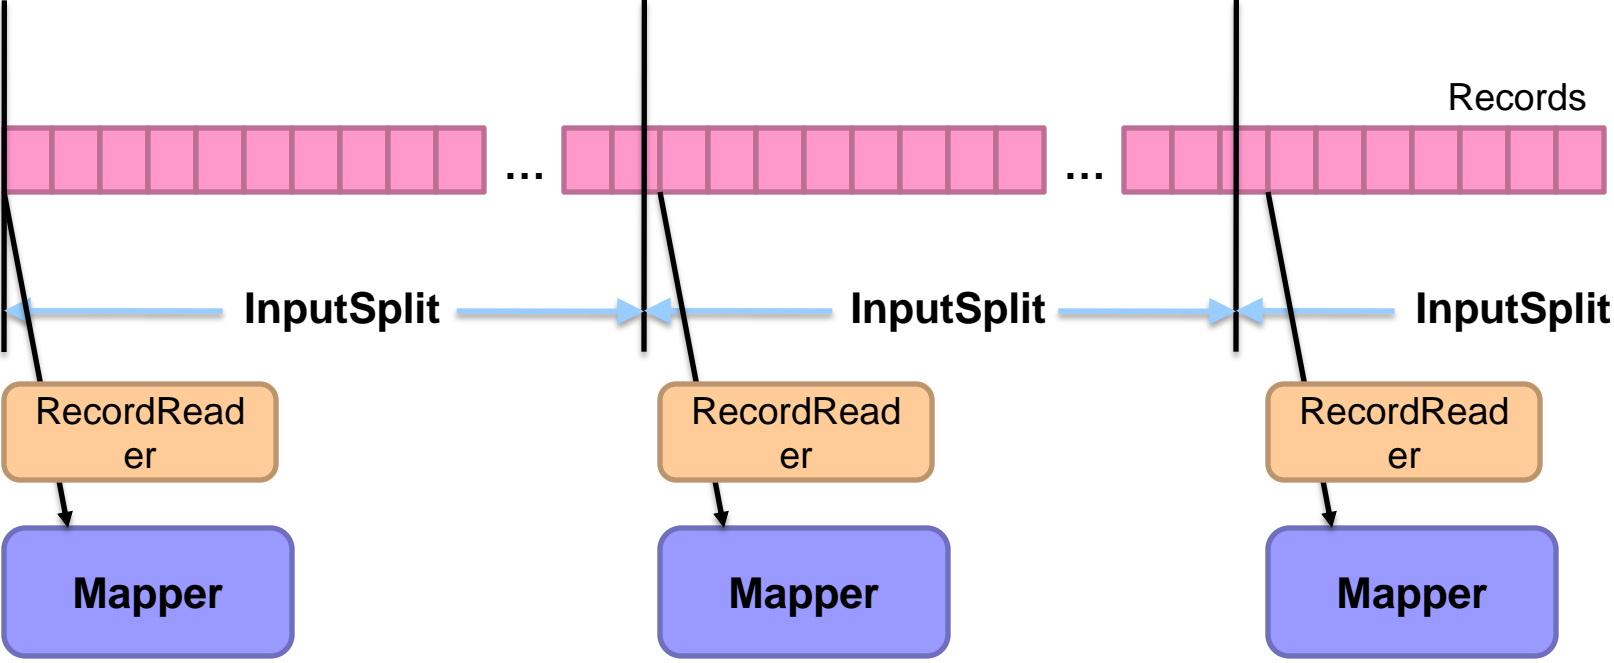 Records
...
...
InputSplit
InputSplit
InputSplit
RecordRead
er
RecordRead
er
RecordRead
er
Mapper
Mapper
Mapper